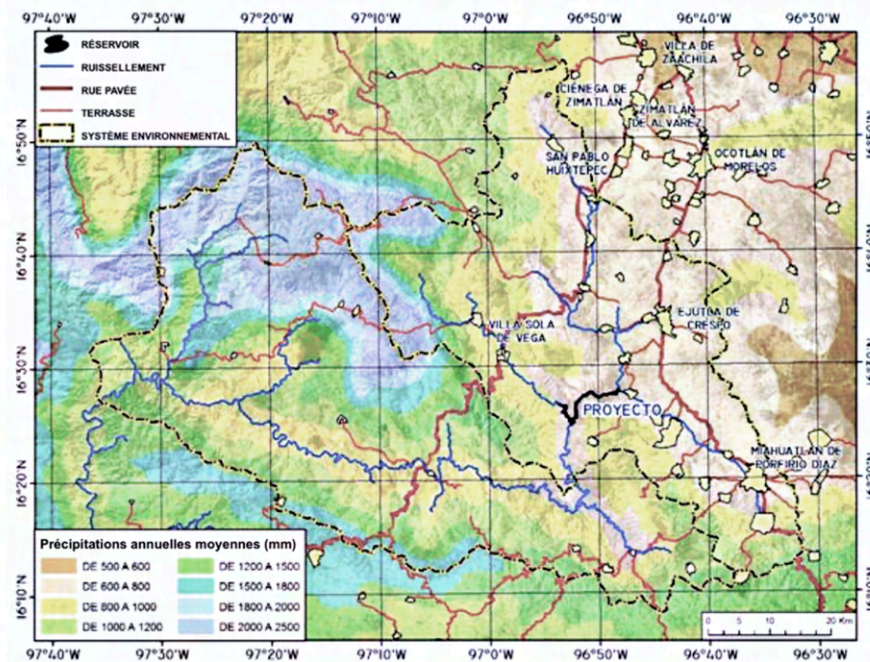 97°40'W 97°30'W 97°20'W 97°10'W 97°0'W 96°50'W 96°40'W 96°30'W
RÉSERVOIR
RUISSELLEMENT
RUE PAVÉE
TERRASSE
SYSTÈME ENVIRONNEMENTAL
VILLA DE
ZAACHILA
CIÉNEGA DE
ZIMATLÁN
ZIMATLÁN
DE ALVAREZ
SAN PABLO
HUIXTEPEC
OCOTLÁN DE
MORELOS
16°50'N
16°40'N
VILLA SOLA
DE VEGA
EJUTLA DE
CRESPO
16°30'N
PROYECTO
MIAHUATLÁN DE
PORFIRIO DÍAZ
16°20'N
16°10'N
Précipitations annuelles moyennes (mm)
DE 500 A 600
DE 600 A 800
DE 800 A 1000
DE 1000 A 1200
DE 1200 A 1500
DE 1500 A 1800
DE 1800 A 2000
DE 2000 A 2500
0 5 10 20 Km
97°40'W 97°30'W 97°20'W 97°10'W 97°0'W 96°50'W 96°40'W 96°30'W